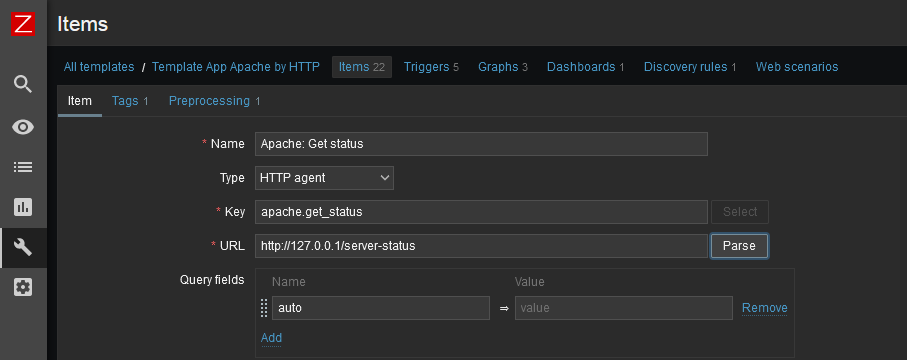 Z
Items
All templates / Template App Apache by HTTP Items 22 Triggers 5 Graphs 3 Dashboards 1 Discovery rules 1 Web scenarios
Item Tags 1 Preprocessing 1
* Name Apache: Get status
Type HTTP agent
* Key apache.get_status Select
* URL http://127.0.0.1/server-status Parse
Query fields
Name Value
auto ⇒ value Remove
Add